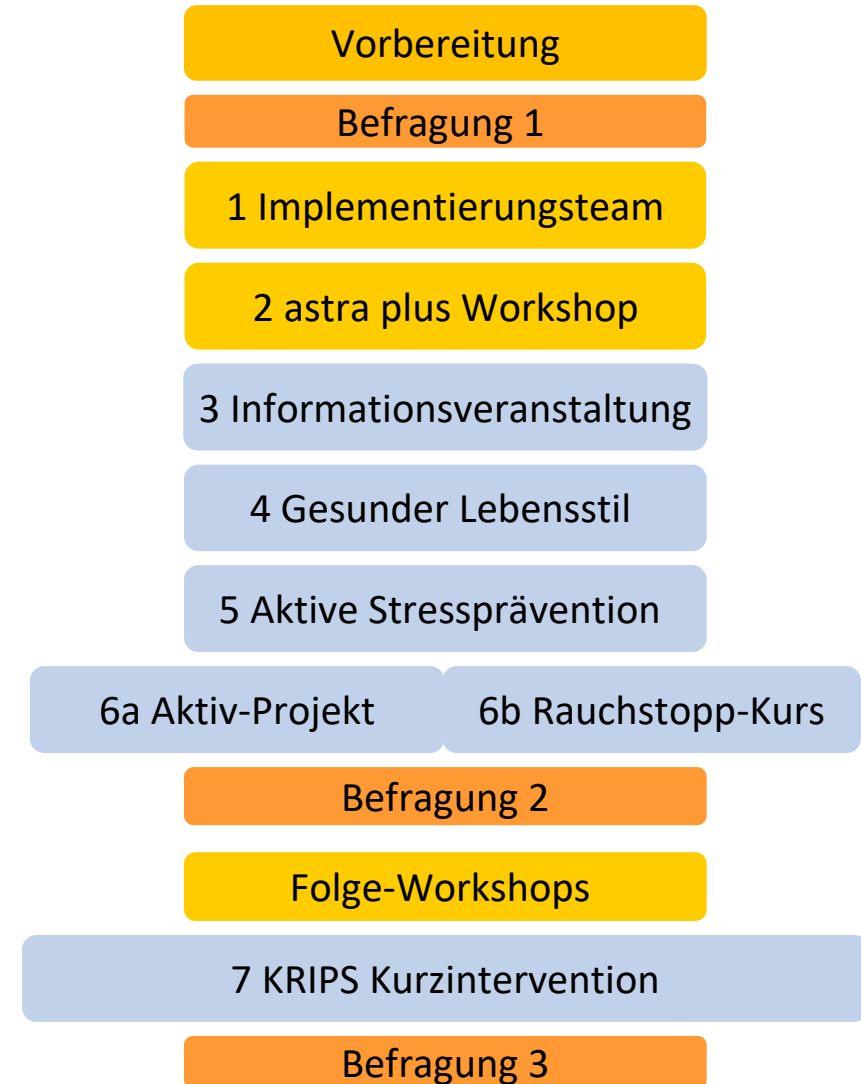 Vorbereitung
Befragung 1
1 Implementierungsteam
2 astra plus Workshop
3 Informationsveranstaltung
4 Gesunder Lebensstil
5 Aktive Stressprävention
6a Aktiv-Projekt
6b Rauchstopp-Kurs
Befragung 2
Folge-Workshops
7 KRIPS Kurzintervention
Befragung 3